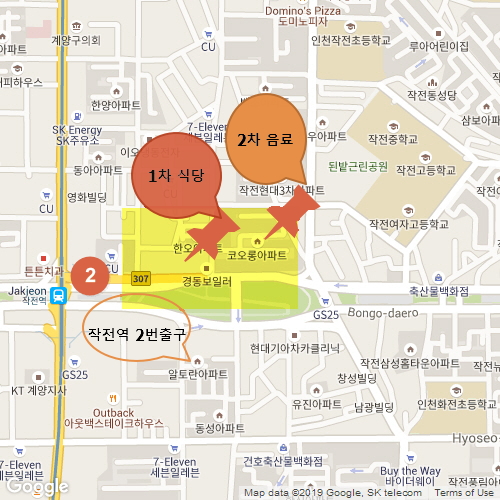 Domino's Pizza
도미노피자
계양구의회
CU
인천작전초등학교
루아어린이집
피하우스
한양아파트
작전동성당
SK Energy
SK주유소
7-Eleven
세븐일레븐
우아파트
삼보아파트
작전중학교
2차 음료
이오
동아아파트
1차 식당
된밭근린공원
작전고등학교
영화빌딩
작전현대3차아파트
CU
작전여자고등학교
CU
한오
코오롱아파트
튼튼치과
2
307
경동보일러
축산물백화점
Jakjeon
작전역
GS25
Bongo-daero
작전역 2번출구
현대기아차카클리닉
GS25
알토란아파트
작전삼성홈타운아파트
작전
KT 계양지사
창성빌딩
Outback
아웃백스테이크하우스
유진아파트
남광빌딩
인천화전초등학교
동성아파트
Hyoseo
7-Eleven
세븐일레븐
7-Eleven
세븐일레븐
건호축산물백화점
Buy the Way
바이더웨이
작전풍림아이
Google
Map data ©2019 Google, SK telecom
Terms of Use